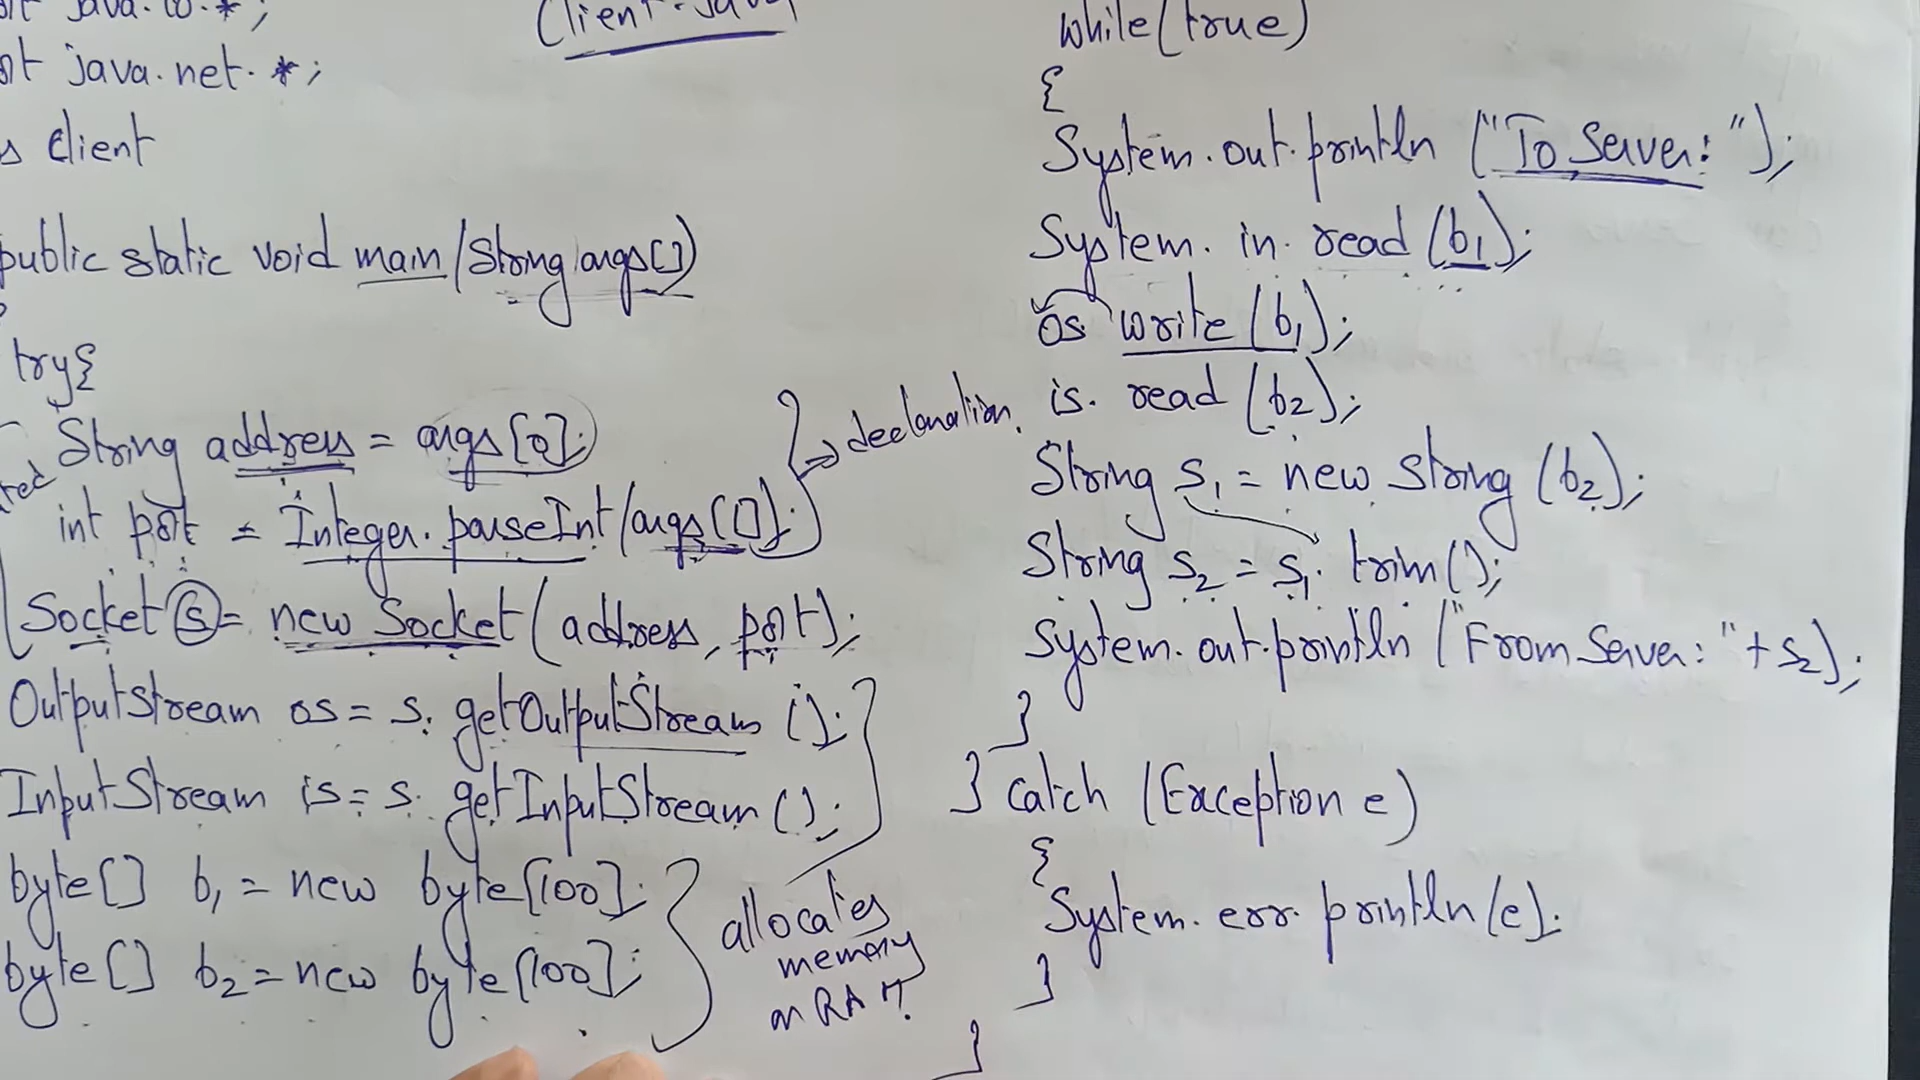 java.io.*;
Client.java
java.net.*;
Client
public static void main(String args[])
try{
String address = args[0];
int port = Integer.parseInt(args[1]);
declaration.
Socket s = new Socket(address, port);
OutputStream os = s.getOutputStream();
InputStream is = s.getInputStream();
byte[] b1 = new byte[100];
byte[] b2 = new byte[100];
allocates
memory
on RAM
while(true)
{
System.out.println("To Server:");
System.in.read(b1);
os write(b1);
is.read(b2);
String s1 = new String(b2);
String s2 = s1.trim();
System.out.println("From Server:"+s2);
}
} catch (Exception e)
{
System.err.println(e);
}
}